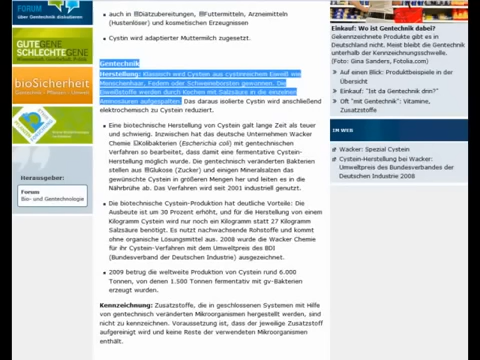 FORUM
über Gentechnik diskutieren
GUTE GENE
SCHLECHTE GENE
bioSicherheit
Gentechnik - Pflanzen - Umwelt
Herausgeber:
Forum
Bio- und Gentechnologie
auch in Diätzubereitungen, Futtermitteln, Arzneimitteln
(Hustenlöser) und kosmetischen Erzeugnissen
Cystin wird adaptierter Muttermilch zugesetzt.
Gentechnik
Herstellung: Klassisch wird Cystein aus cystinreichem Eiweiß wie
Menschenhaar, Federn oder Schweineborsten gewonnen. Die
Eiweißstoffe werden durch Kochen mit Salzsäure in die einzelnen
Aminosäuren aufgespalten. Das daraus isolierte Cystin wird anschließend
elektrochemisch zu Cystein reduziert.
Eine biotechnische Herstellung von Cystein galt lange Zeit als teuer
und schwierig. Inzwischen hat das deutsche Unternehmen Wacker
Chemie Kolibakterien (Escherichia coli) mit gentechnischen
Verfahren so bearbeitet, dass damit eine fermentative Cystein-
Herstellung möglich wurde. Die gentechnisch veränderten Bakterien
stellen aus Glukose (Zucker) und einigen Mineralsalzen das
gewünschte Cystein in größeren Mengen her und leiten es in die
Nährbrühe ab. Das Verfahren wird seit 2001 industriell genutzt.
Die biotechnische Cystein-Produktion hat deutliche Vorteile: Die
Ausbeute ist um 30 Prozent erhöht, und für die Herstellung von einem
Kilogramm Cystein wird nur noch ein Kilogramm statt 27 Kilogramm
Salzsäure benötigt. Es nutzt nachwachsende Rohstoffe und kommt
ohne organische Lösungsmittel aus. 2008 wurde die Wacker Chemie
für ihr Cystein-Verfahren mit dem Umweltpreis des BDI
(Bundesverband der Deutschen Industrie) ausgezeichnet.
2009 betrug die weltweite Produktion von Cystein rund 6.000
Tonnen, von denen 1.500 Tonnen fermentativ mit gv-Bakterien
erzeugt wurden.
Kennzeichnung: Zusatzstoffe, die in geschlossenen Systemen mit Hilfe
von gentechnisch veränderten Mikroorganismen hergestellt werden, sind
nicht zu kennzeichnen. Voraussetzung ist, dass der jeweilige Zusatzstoff
aufgereinigt wird und keine Reste der verwendeten Mikroorganismen
enthält.
Einkauf: Wo ist Gentechnik dabei?
Gekennzeichnete Produkte gibt es in
Deutschland nicht. Meist bleibt die Gentechnik
unterhalb der Kennzeichnungsschwelle.
(Foto: Gina Sanders, Fotolia.com)
Auf einen Blick: Produktbeispiele in der
Übersicht
Einkauf: "Ist da Gentechnik drin?"
Oft "mit Gentechnik": Vitamine,
Zusatzstoffe
IM WEB
Wacker: Spezial Cystein
Cystein-Herstellung bei Wacker:
Umweltpreis des Bundesverbandes der
Deutschen Industrie 2008